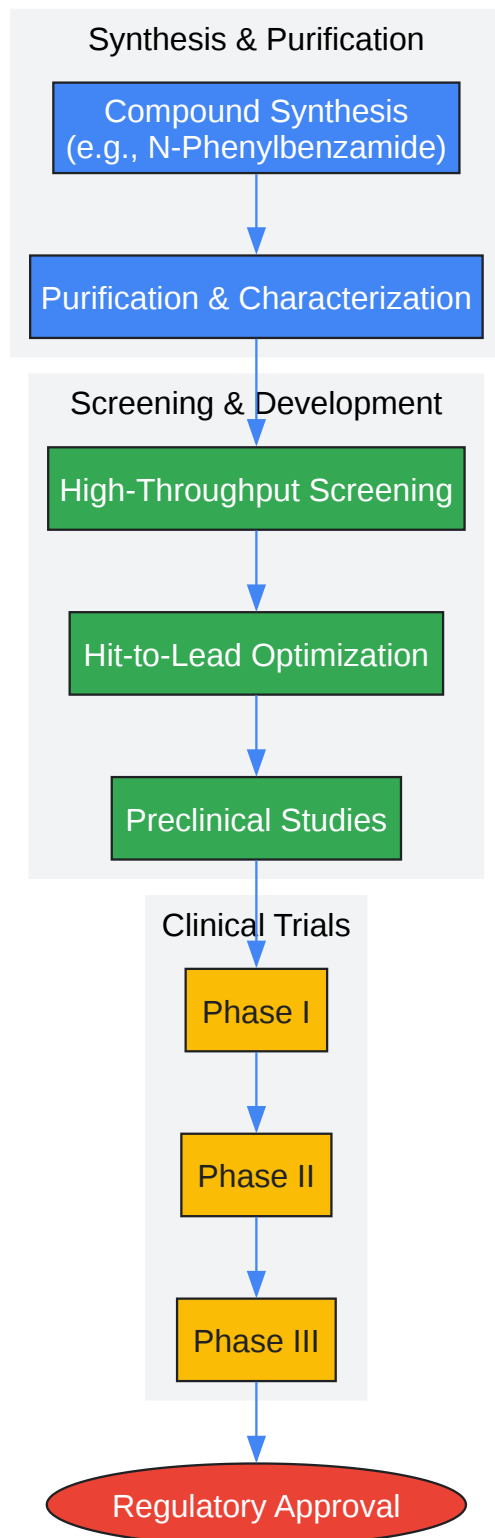 Synthesis & Purification
Compound Synthesis
(e.g., N-Phenylbenzamide)
Purification & Characterization
Screening & Development
High-Throughput Screening
Hit-to-Lead Optimization
Preclinical Studies
Clinical Trials
Phase I
Phase II
Phase III
Regulatory Approval